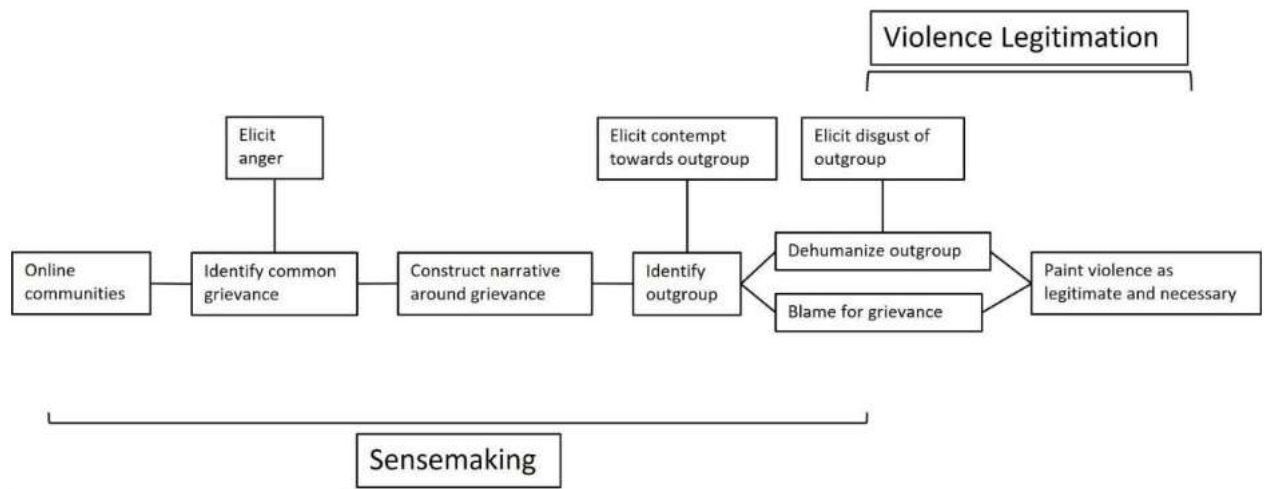 Violence Legitimation
Elicit
anger
Elicit contempt
towards outgroup
Elicit disgust of
outgroup
Online
communities
Identify common
grievance
Construct narrative
around grievance
Identify
outgroup
Dehumanize outgroup
Blame for grievance
Paint violence as
legitimate and necessary
Sensemaking